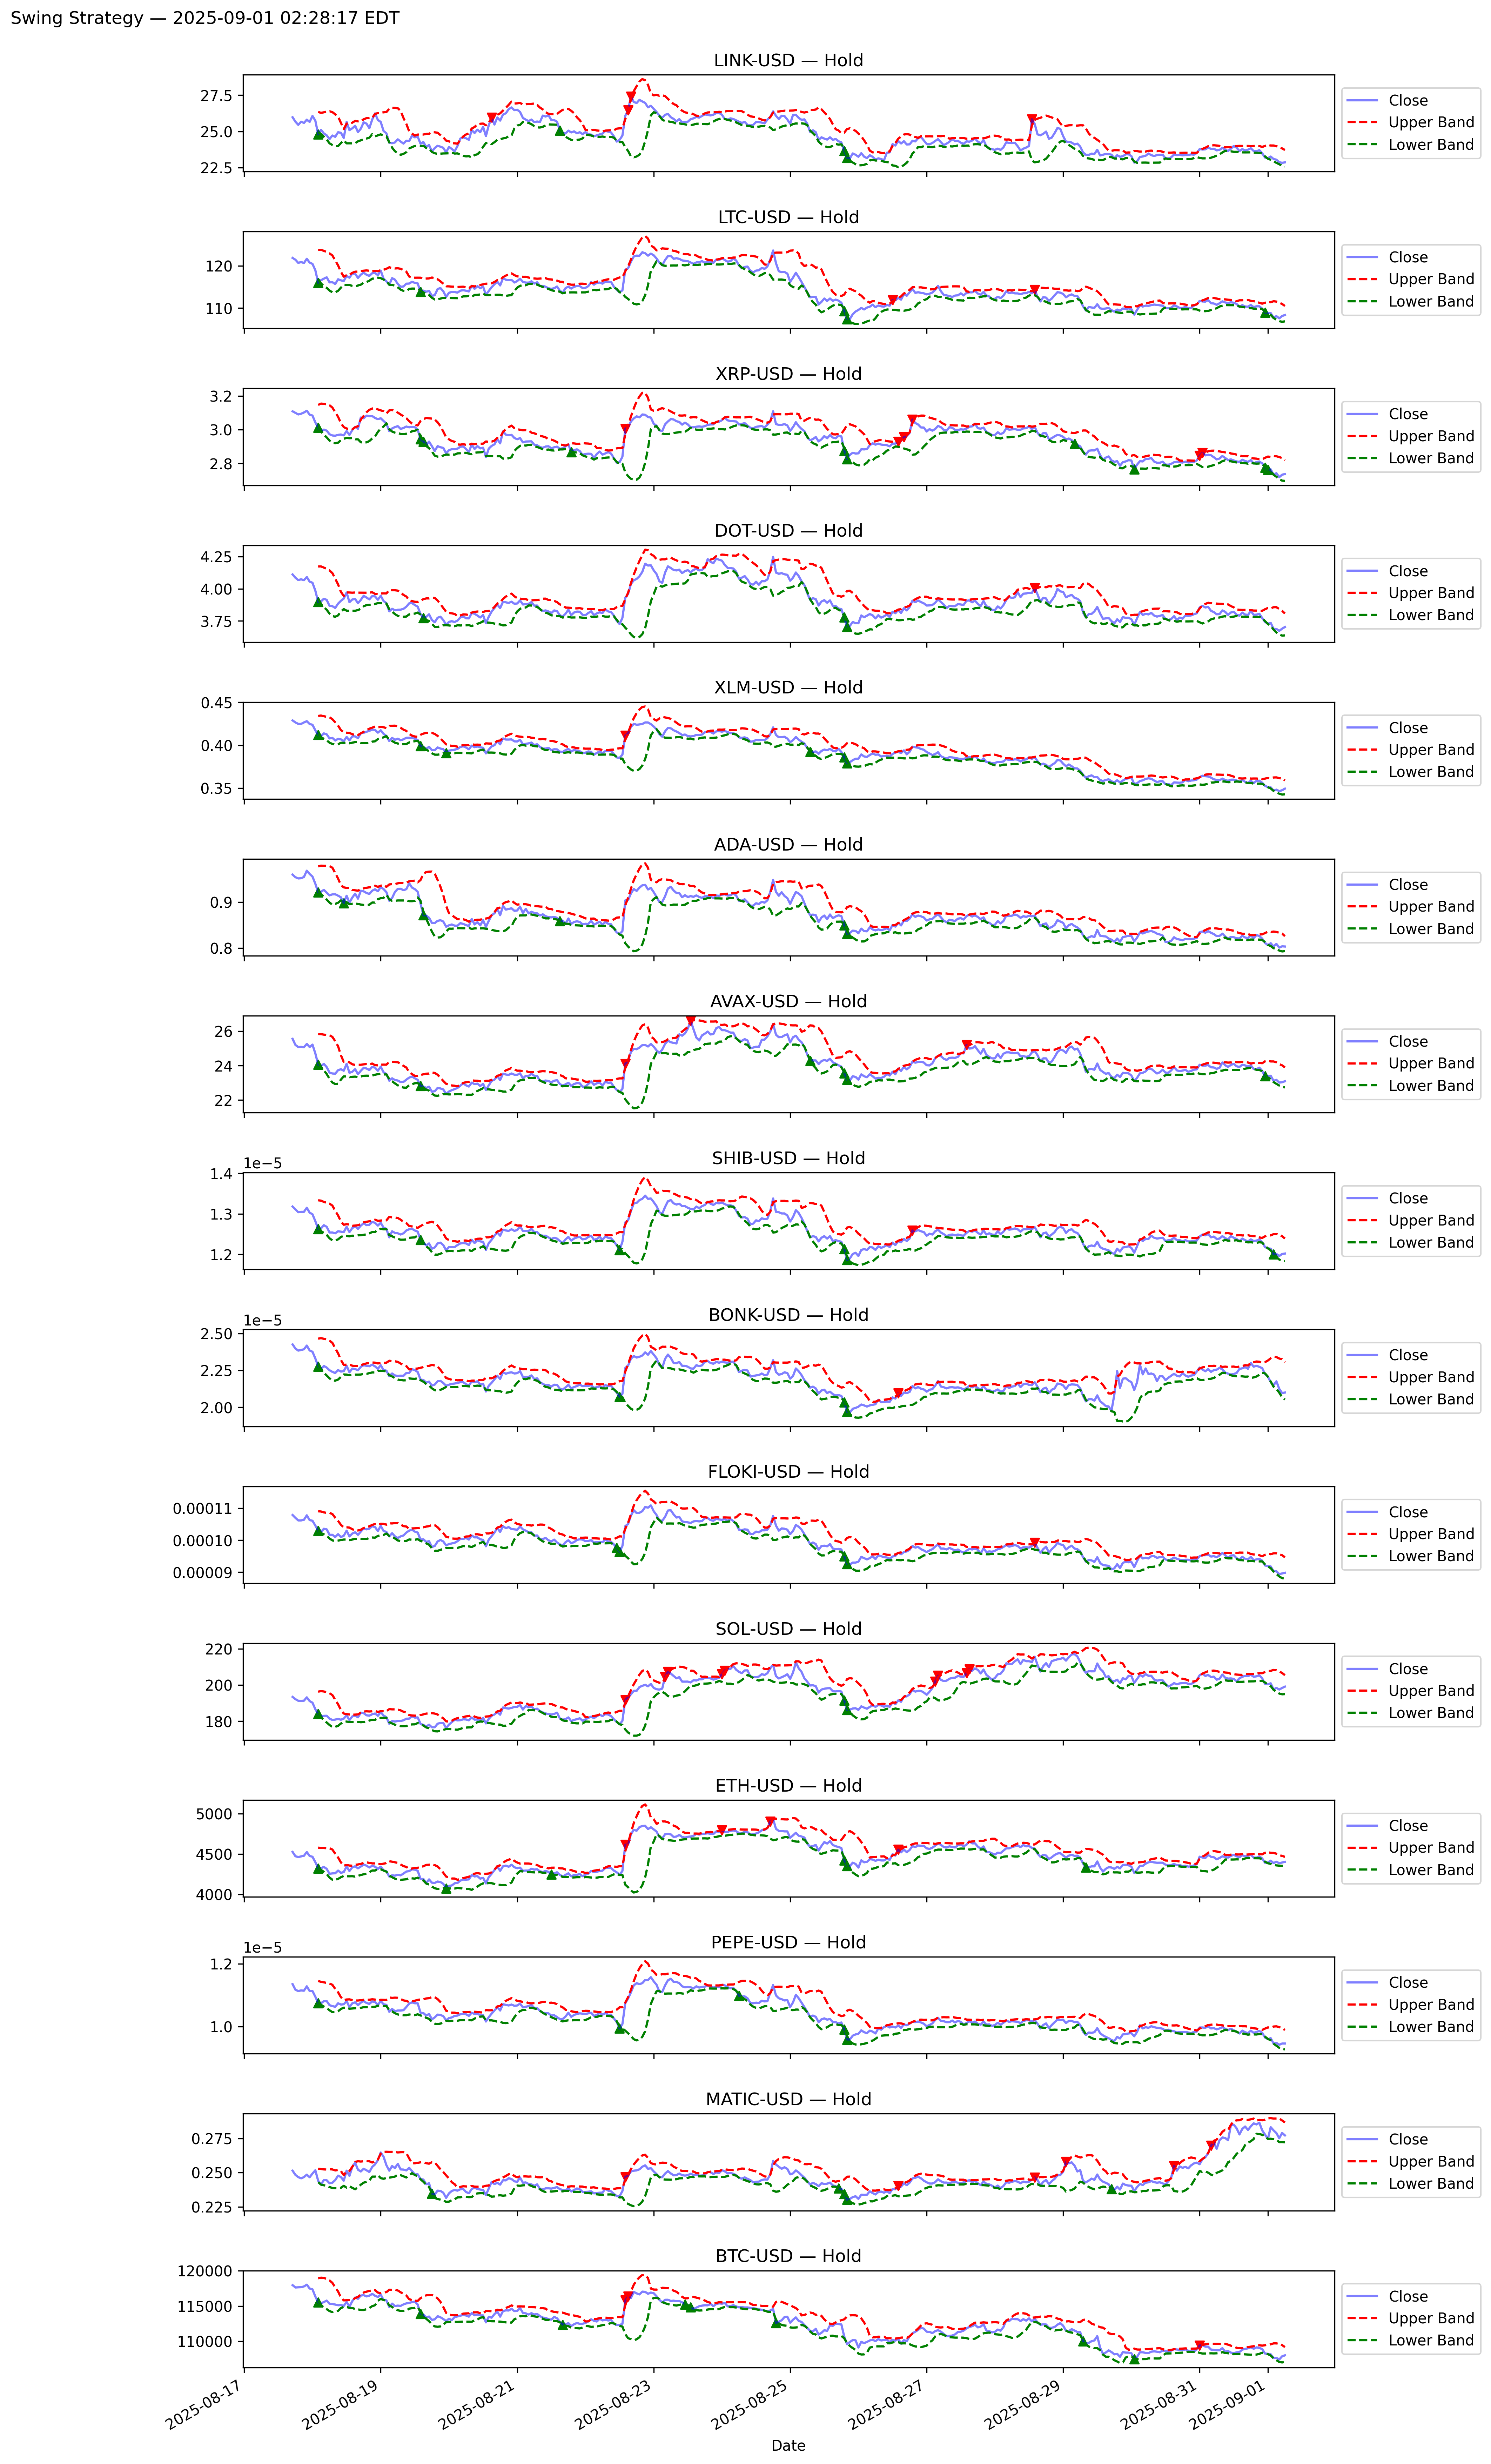 Swing Strategy — 2025-09-01 02:28:17 EDT
LINK-USD — Hold
27.5
25.0
22.5
Close
Upper Band
Lower Band
LTC-USD — Hold
120
110
Close
Upper Band
Lower Band
XRP-USD — Hold
3.2
3.0
2.8
Close
Upper Band
Lower Band
DOT-USD — Hold
4.25
4.00
3.75
Close
Upper Band
Lower Band
XLM-USD — Hold
0.45
0.40
0.35
Close
Upper Band
Lower Band
ADA-USD — Hold
0.9
0.8
Close
Upper Band
Lower Band
AVAX-USD — Hold
26
24
22
Close
Upper Band
Lower Band
SHIB-USD — Hold
1e−5
1.4
1.3
1.2
Close
Upper Band
Lower Band
BONK-USD — Hold
1e−5
2.50
2.25
2.00
Close
Upper Band
Lower Band
FLOKI-USD — Hold
0.00011
0.00010
0.00009
Close
Upper Band
Lower Band
SOL-USD — Hold
220
200
180
Close
Upper Band
Lower Band
ETH-USD — Hold
5000
4500
4000
Close
Upper Band
Lower Band
PEPE-USD — Hold
1e−5
1.2
1.0
Close
Upper Band
Lower Band
MATIC-USD — Hold
0.275
0.250
0.225
Close
Upper Band
Lower Band
BTC-USD — Hold
120000
115000
110000
Close
Upper Band
Lower Band
2025-08-17
2025-08-19
2025-08-21
2025-08-23
2025-08-25
2025-08-27
2025-08-29
2025-08-31
2025-09-01
Date